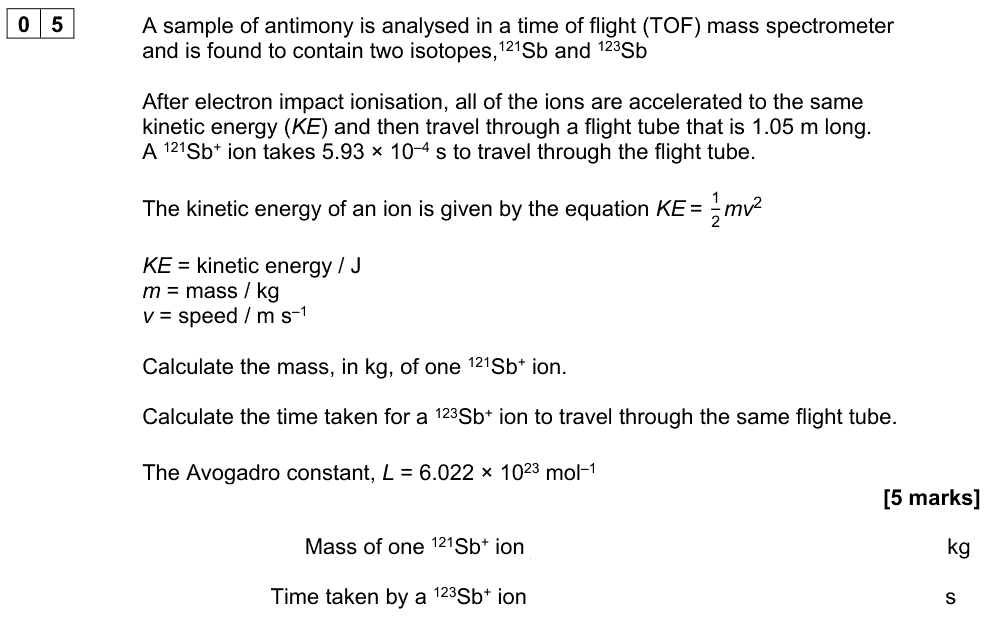 0 5
A sample of antimony is analysed in a time of flight (TOF) mass spectrometer
and is found to contain two isotopes,¹²¹Sb and ¹²³Sb
After electron impact ionisation, all of the ions are accelerated to the same
kinetic energy (KE) and then travel through a flight tube that is 1.05 m long.
A ¹²¹Sb⁺ ion takes 5.93 × 10⁻⁴ s to travel through the flight tube.
The kinetic energy of an ion is given by the equation KE = ½mv²
KE = kinetic energy / J
m = mass / kg
v = speed / m s⁻¹
Calculate the mass, in kg, of one ¹²¹Sb⁺ ion.
Calculate the time taken for a ¹²³Sb⁺ ion to travel through the same flight tube.
The Avogadro constant, L = 6.022 × 10²³ mol⁻¹
[5 marks]
Mass of one ¹²¹Sb⁺ ion kg
Time taken by a ¹²³Sb⁺ ion s